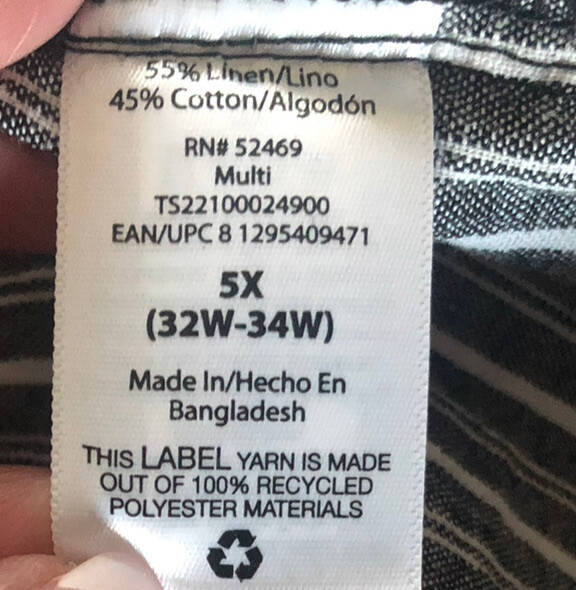 55% Linen/Lino
45% Cotton/Algodón
RN# 52469
Multi
TS22100024900
EAN/UPC 8 1295409471
5X
(32W-34W)
Made In/Hecho En
Bangladesh
THIS LABEL YARN IS MADE
OUT OF 100% RECYCLED
POLYESTER MATERIALS